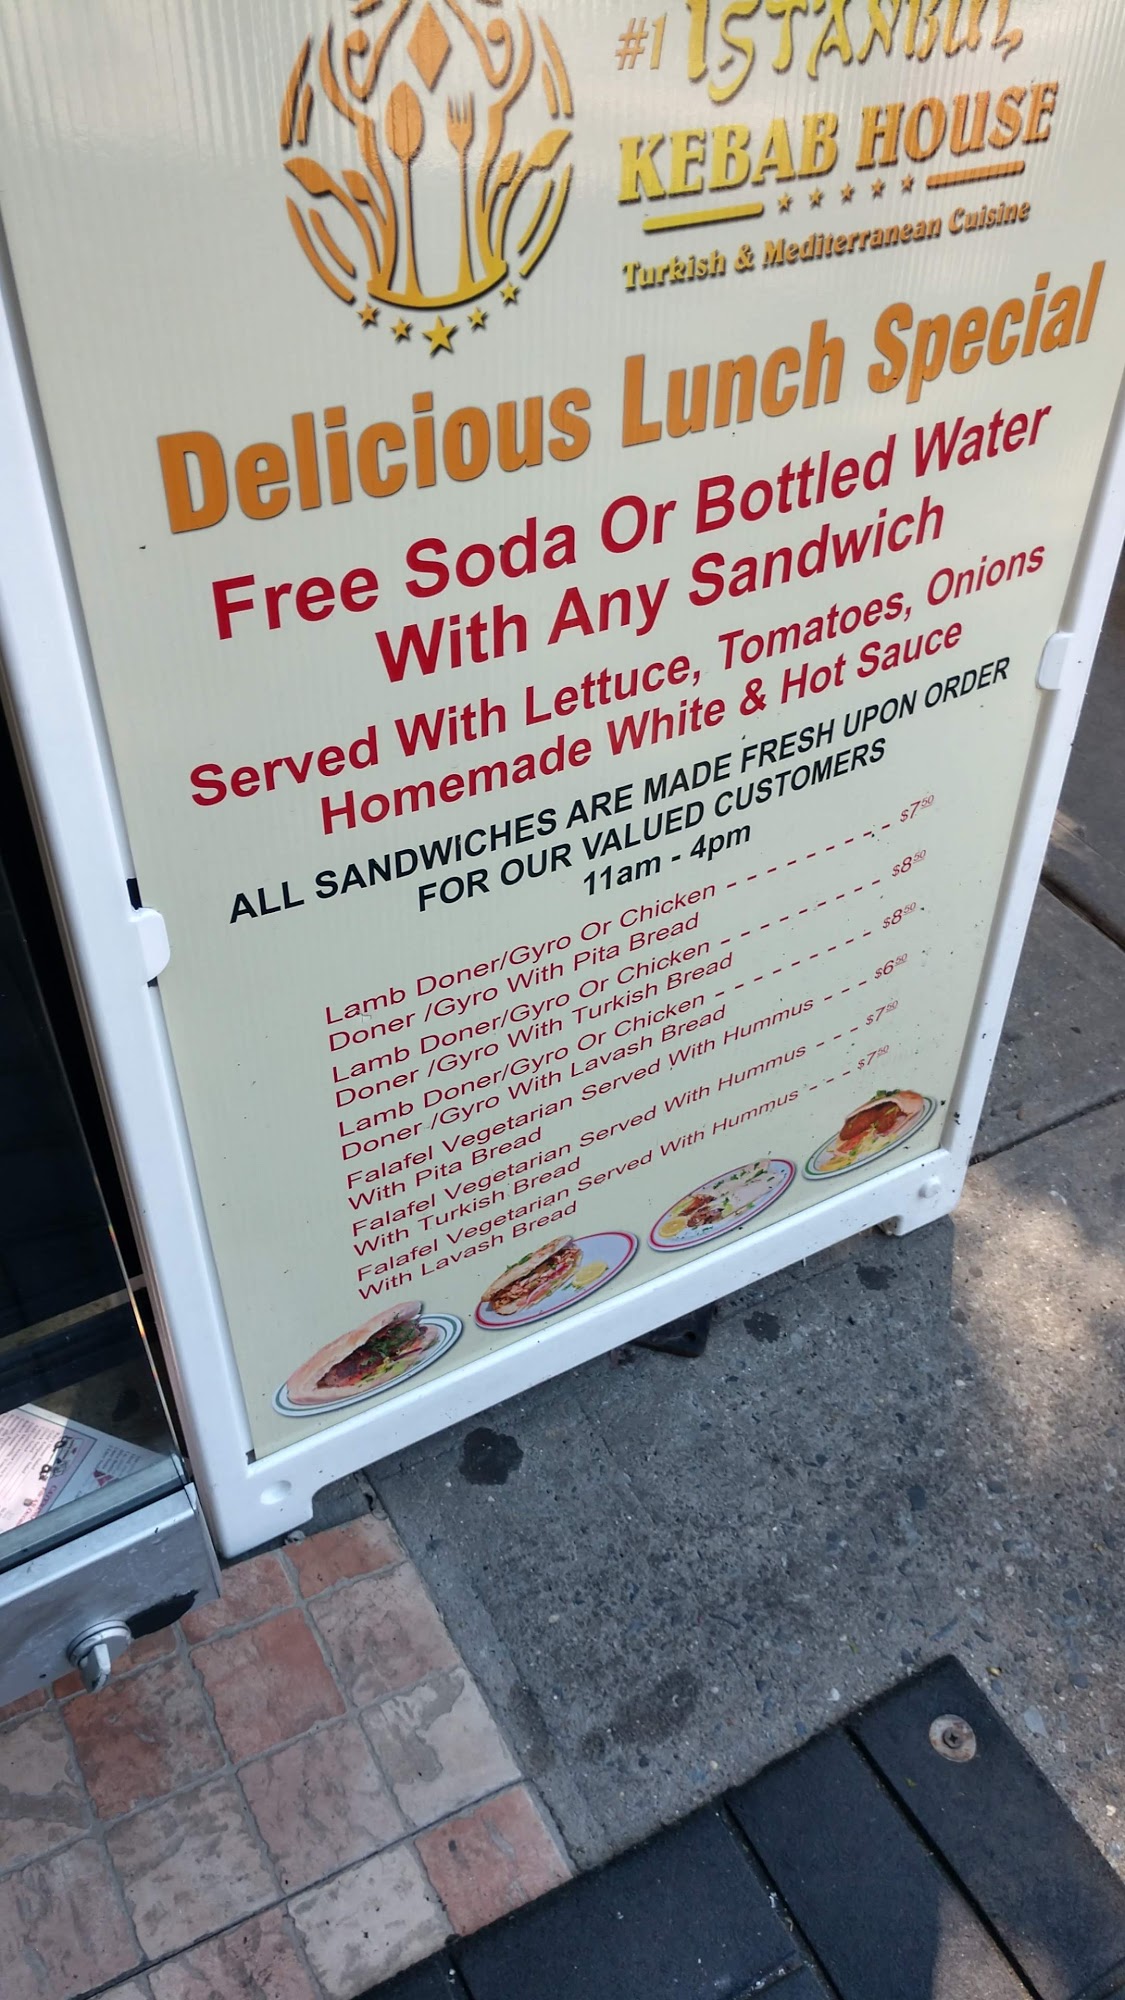 #1 ISTANBUL
KEBAB HOUSE
Turkish & Mediterranean Cuisine
Delicious Lunch Special
Free Soda Or Bottled Water
With Any Sandwich
Served With Lettuce, Tomatoes, Onions
Homemade White & Hot Sauce
ALL SANDWICHES ARE MADE FRESH UPON ORDER
FOR OUR VALUED CUSTOMERS
11am - 4pm
Lamb Doner/Gyro Or Chicken - - - - - - - - - - $7.50
Doner /Gyro With Pita Bread
Lamb Doner/Gyro Or Chicken - - - - - - - - - - $8.50
Doner /Gyro With Turkish Bread
Lamb Doner/Gyro Or Chicken - - - - - - - - - - $8.50
Doner /Gyro With Lavash Bread
Falafel Vegetarian Served With Hummus - - - $6.50
With Pita Bread
Falafel Vegetarian Served With Hummus - - - $7.50
With Turkish Bread
Falafel Vegetarian Served With Hummus - - - - $7.50
With Lavash Bread